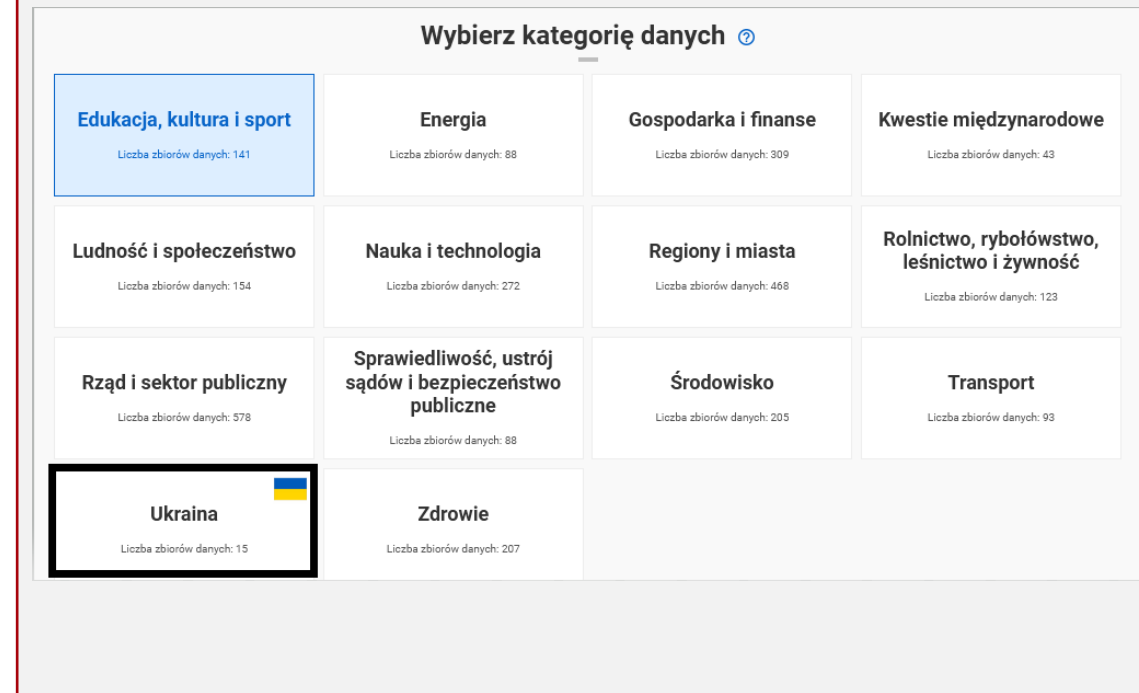 Wybierz kategorię danych
Edukacja, kultura i sport
Liczba zbiorów danych: 141
Energia
Liczba zbiorów danych: 88
Gospodarka i finanse
Liczba zbiorów danych: 309
Kwestie międzynarodowe
Liczba zbiorów danych: 43
Ludność i społeczeństwo
Liczba zbiorów danych: 154
Nauka i technologia
Liczba zbiorów danych: 272
Regiony i miasta
Liczba zbiorów danych: 468
Rolnictwo, rybołówstwo,
leśnictwo i żywność
Liczba zbiorów danych: 123
Rząd i sektor publiczny
Liczba zbiorów danych: 578
Sprawiedliwość, ustrój
sądów i bezpieczeństwo
publiczne
Liczba zbiorów danych: 88
Środowisko
Liczba zbiorów danych: 205
Transport
Liczba zbiorów danych: 93
Ukraina
Liczba zbiorów danych: 15
Zdrowie
Liczba zbiorów danych: 207